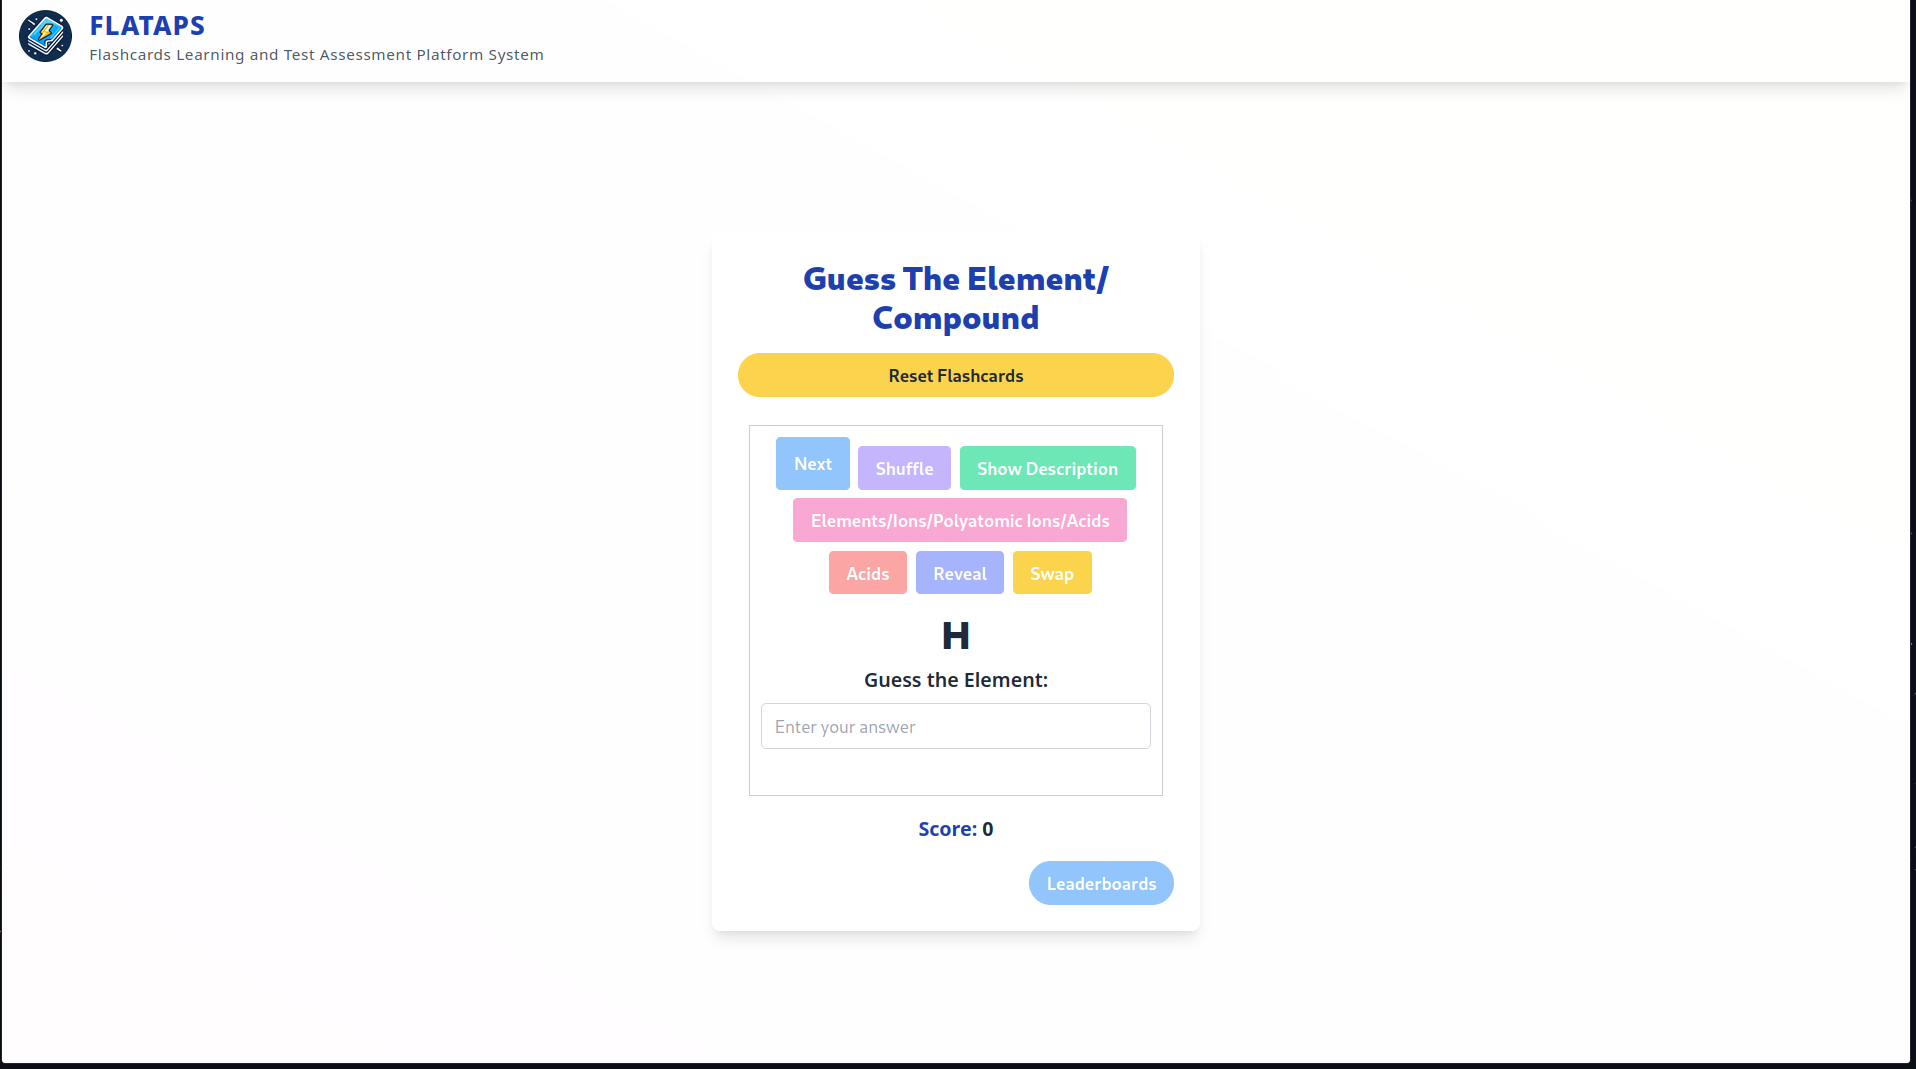 FLATAPS
Flashcards Learning and Test Assessment Platform System
Guess The Element/
Compound
Reset Flashcards
Next Shuffle Show Description
Elements/Ions/Polyatomic Ions/Acids
Acids Reveal Swap
H
Guess the Element:
Enter your answer
Score: 0
Leaderboards